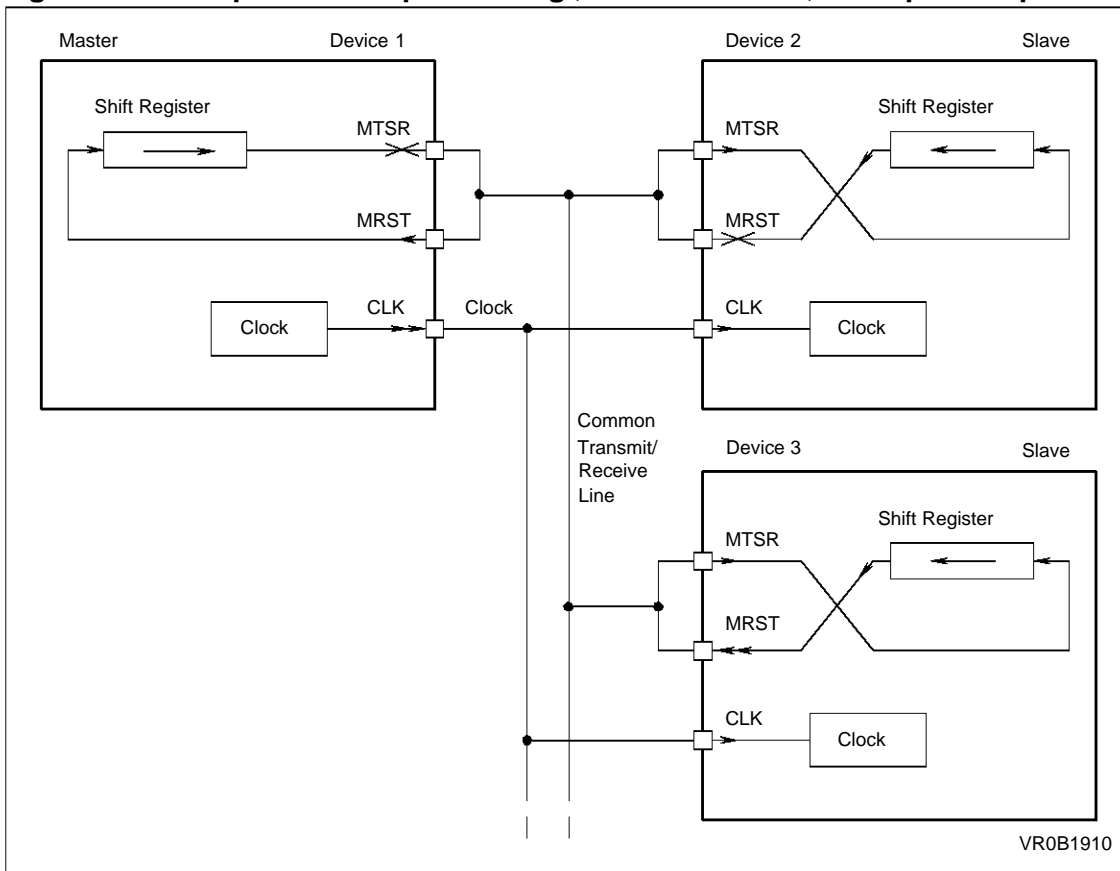 Master Device 1
Shift Register
MTSR
MRST
CLK
Clock
Clock
Device 2 Slave
MTSR
Shift Register
MRST
CLK
Clock
Common
Transmit/
Receive
Line
Device 3 Slave
MTSR
Shift Register
MRST
CLK
Clock
VR0B1910